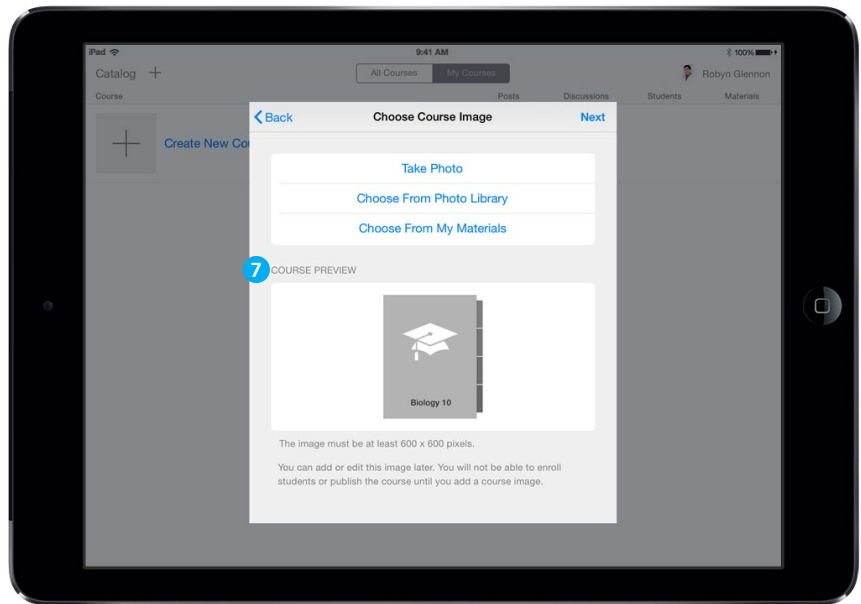 iPad 9:41 AM 100%
Catalog + All Courses My Courses Robyn Glennon
Course Posts Discussions Students Materials
Back Choose Course Image Next
Create New Cou
Take Photo
Choose From Photo Library
Choose From My Materials
7 COURSE PREVIEW
Biology 10
The image must be at least 600 x 600 pixels.
You can add or edit this image later. You will not be able to enroll
students or publish the course until you add a course image.